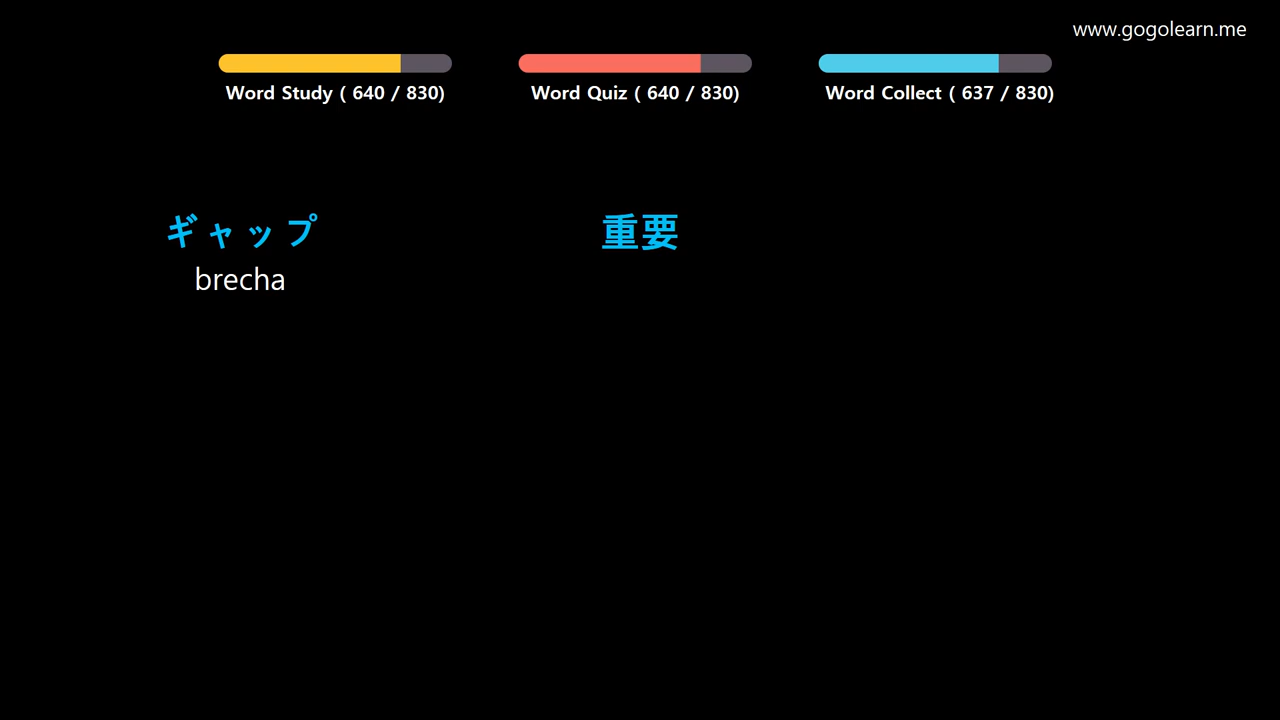 www.gogolearn.me
Word Study ( 640 / 830)
Word Quiz ( 640 / 830)
Word Collect ( 637 / 830)
ギャップ
brecha
重要